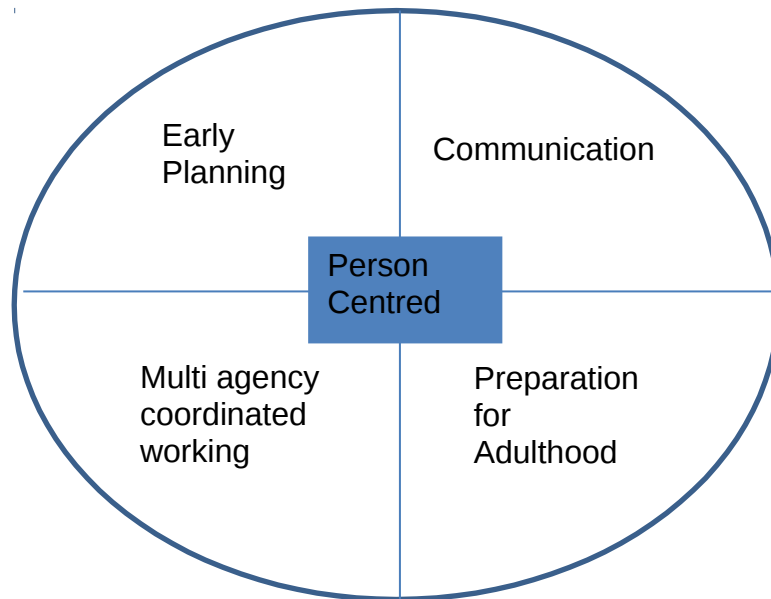 Early
Planning
Communication
Person
Centred
Multi agency
coordinated
working
Preparation
for
Adulthood